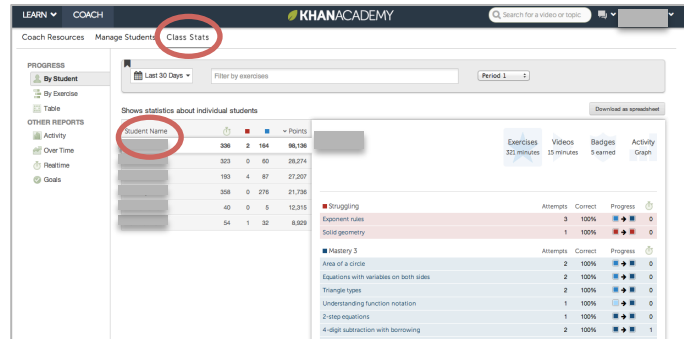 LEARN COACH KHANACADEMY Search for a video or topic
Coach Resources Manage Students Class Stats
PROGRESS
By Student
By Exercise
Table
OTHER REPORTS
Activity
Over Time
Realtime
Goals
Last 30 Days Filter by exercises Period 1
Shows statistics about individual students Download as spreadsheet
Student Name Points
336 2 164 98,136
323 0 60 28,274
193 4 87 27,207
358 0 276 21,736
40 0 5 12,315
54 1 32 8,929
Exercises Videos Badges Activity
321 minutes 15 minutes 5 earned Graph
Struggling Attempts Correct Progress
Exponent rules 3 100% 0
Solid geometry 1 100% 0
Mastery 3 Attempts Correct Progress
Area of a circle 2 100% 0
Equations with variables on both sides 2 100% 0
Triangle types 2 100% 0
Understanding function notation 1 100% 0
2-step equations 1 100% 0
4-digit subtraction with borrowing 2 100% 1